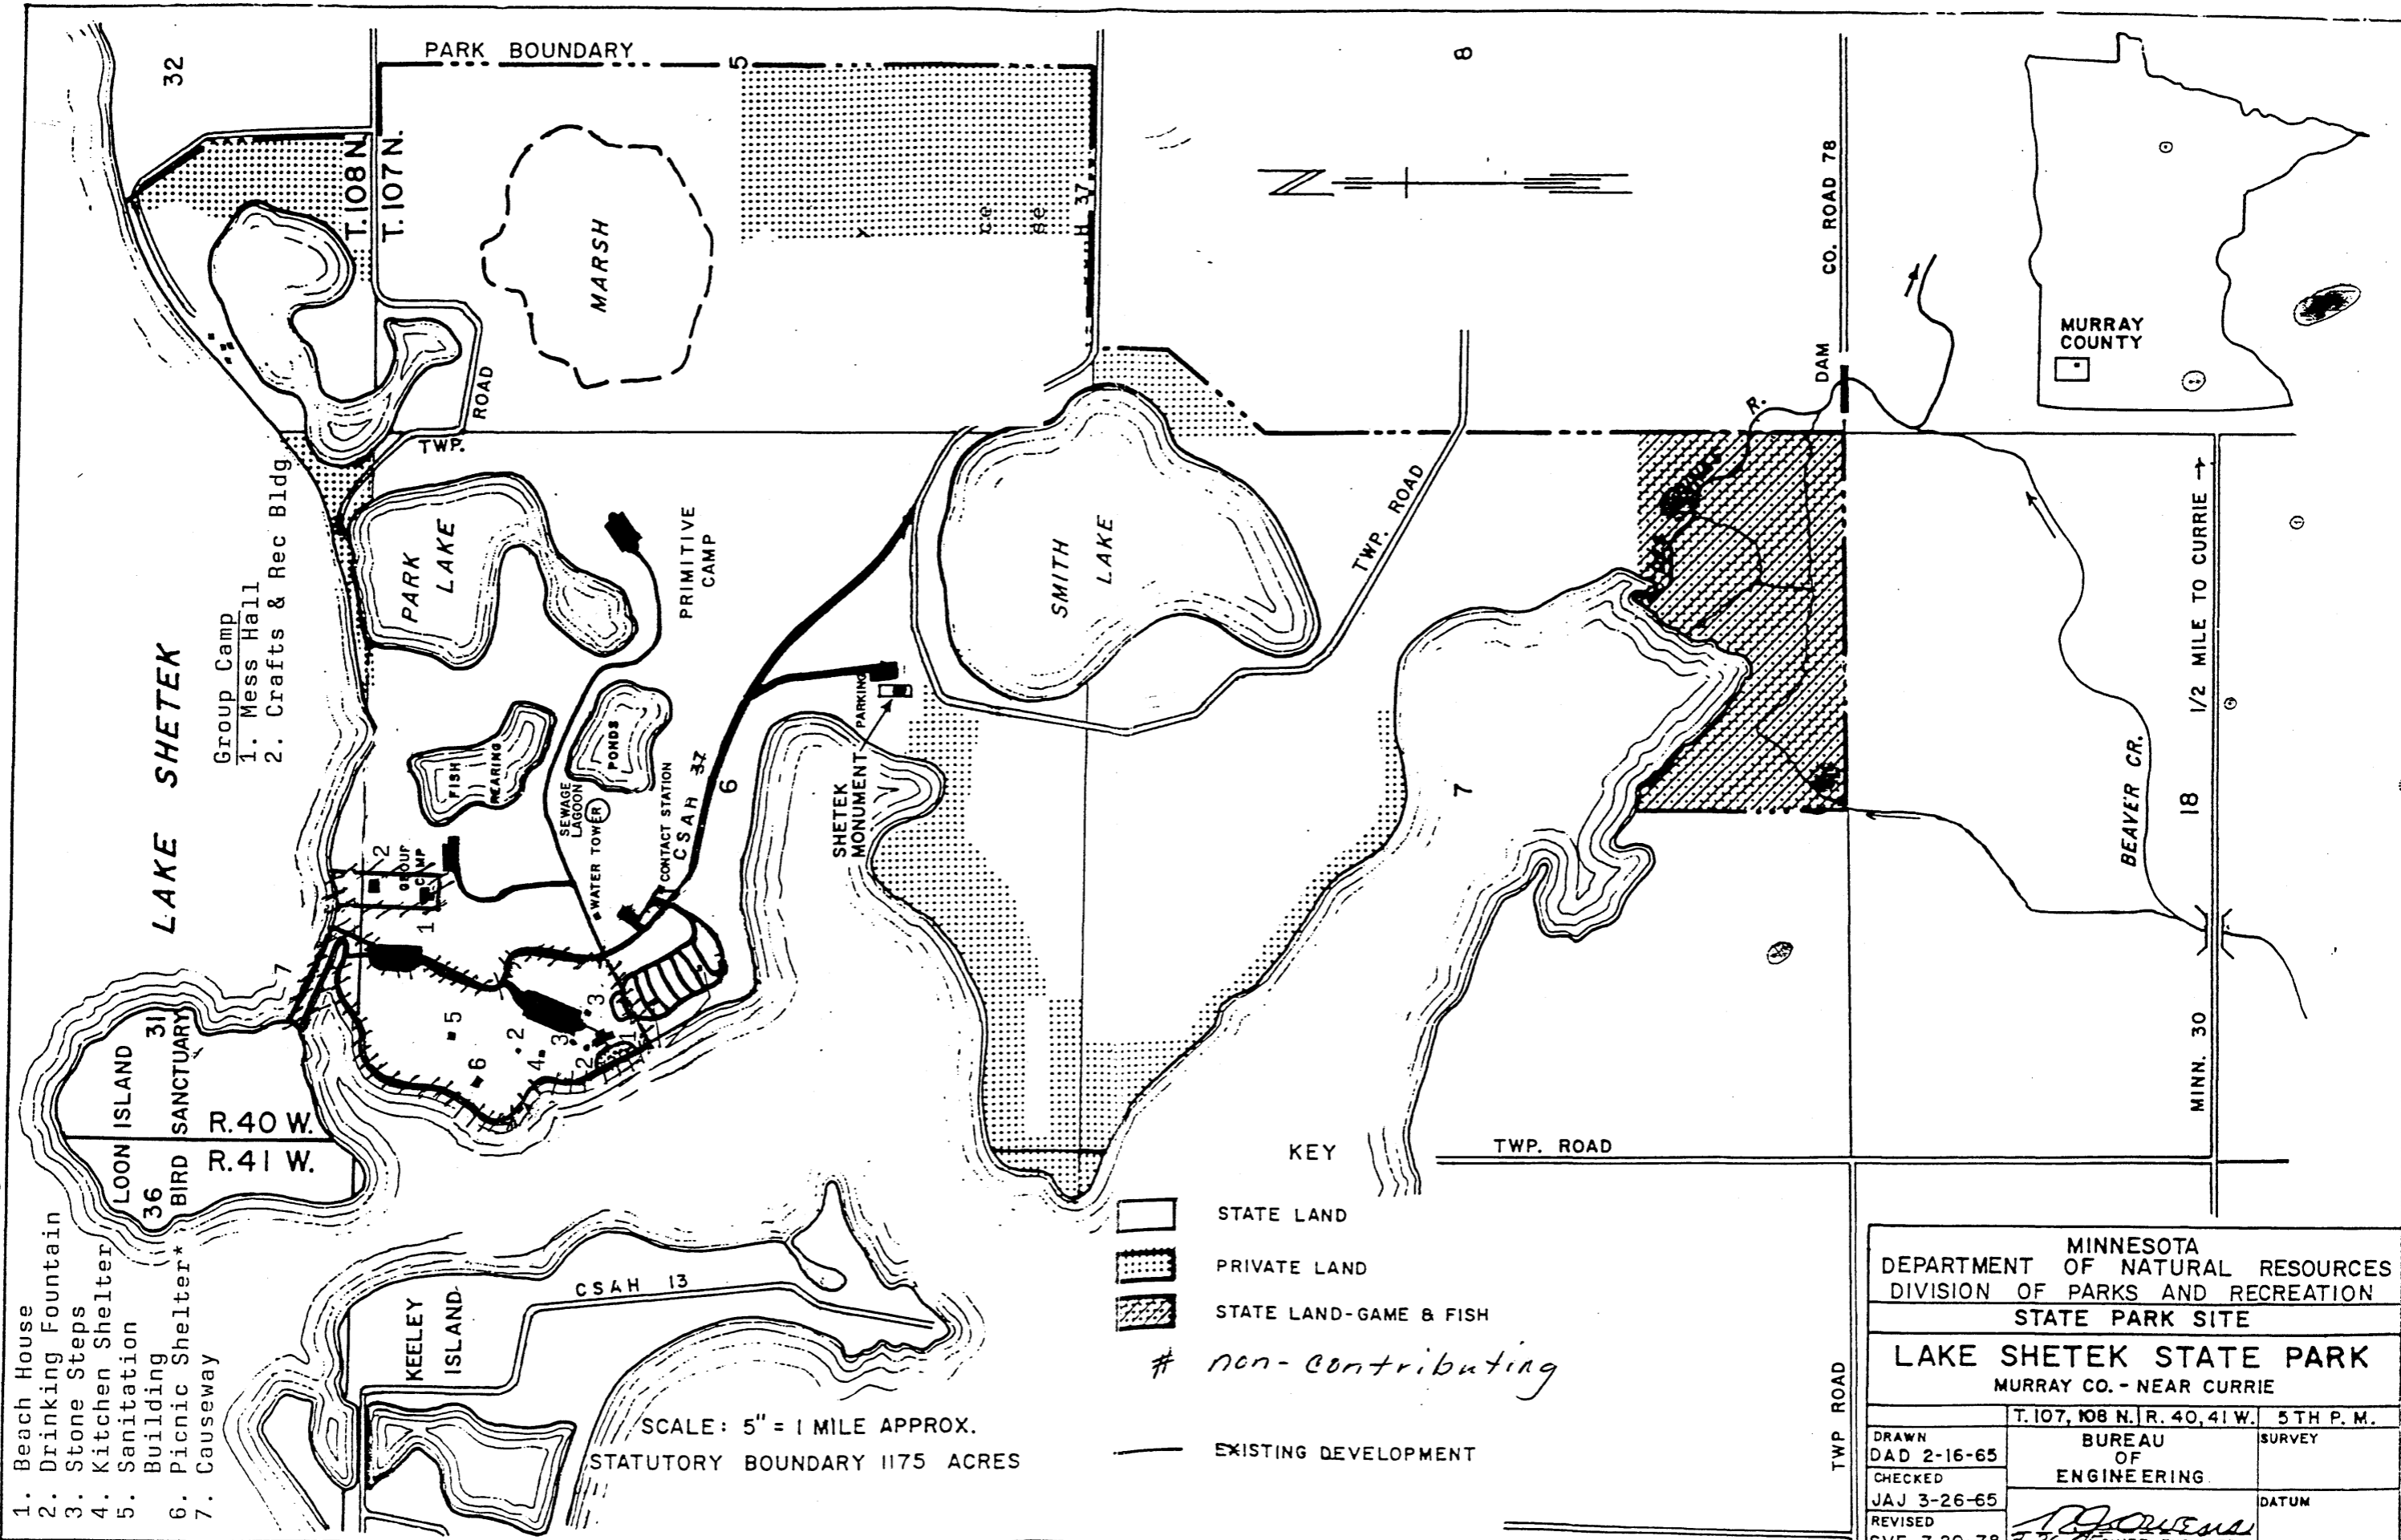 PARK BOUNDARY
32
5
8
T.108 N.
T.107 N.
MARSH
37
N
CO. ROAD 78
MURRAY
COUNTY
DAM
R.
ROAD
TWP.
PARK
LAKE
PRIMITIVE
CAMP
SMITH
LAKE
TWP. ROAD
LAKE SHETEK
Group Camp
1. Mess Hall
2. Crafts & Rec Bldg
FISH
REARING
PONDS
SEWAGE
LAGOON
WATER TOWER
CONTACT STATION
CSAH 37
6
PARKING
SHETEK
MONUMENT
7
GROUP
CAMP
2
1
7
5
6
2
4
3
3
2
1
LOON ISLAND
31
36
BIRD SANCTUARY
R.40 W.
R.41 W.
1/2 MILE TO CURRIE
18
BEAVER CR.
MINN. 30
TWP. ROAD
TWP ROAD
KEELEY
ISLAND
CSAH 13
1. Beach House
2. Drinking Fountain
3. Stone Steps
4. Kitchen Shelter
5. Sanitation
Building
6. Picnic Shelter*
7. Causeway
SCALE: 5" = 1 MILE APPROX.
STATUTORY BOUNDARY 1175 ACRES
KEY
STATE LAND
PRIVATE LAND
STATE LAND-GAME & FISH
# non-contributing
EXISTING DEVELOPMENT
MINNESOTA
DEPARTMENT OF NATURAL RESOURCES
DIVISION OF PARKS AND RECREATION
STATE PARK SITE
LAKE SHETEK STATE PARK
MURRAY CO. - NEAR CURRIE
T. 107, 108 N. R. 40, 41 W. 5TH P. M.
DRAWN
DAD 2-16-65
BUREAU
OF
ENGINEERING
SURVEY
CHECKED
JAJ 3-26-65
DATUM
REVISED